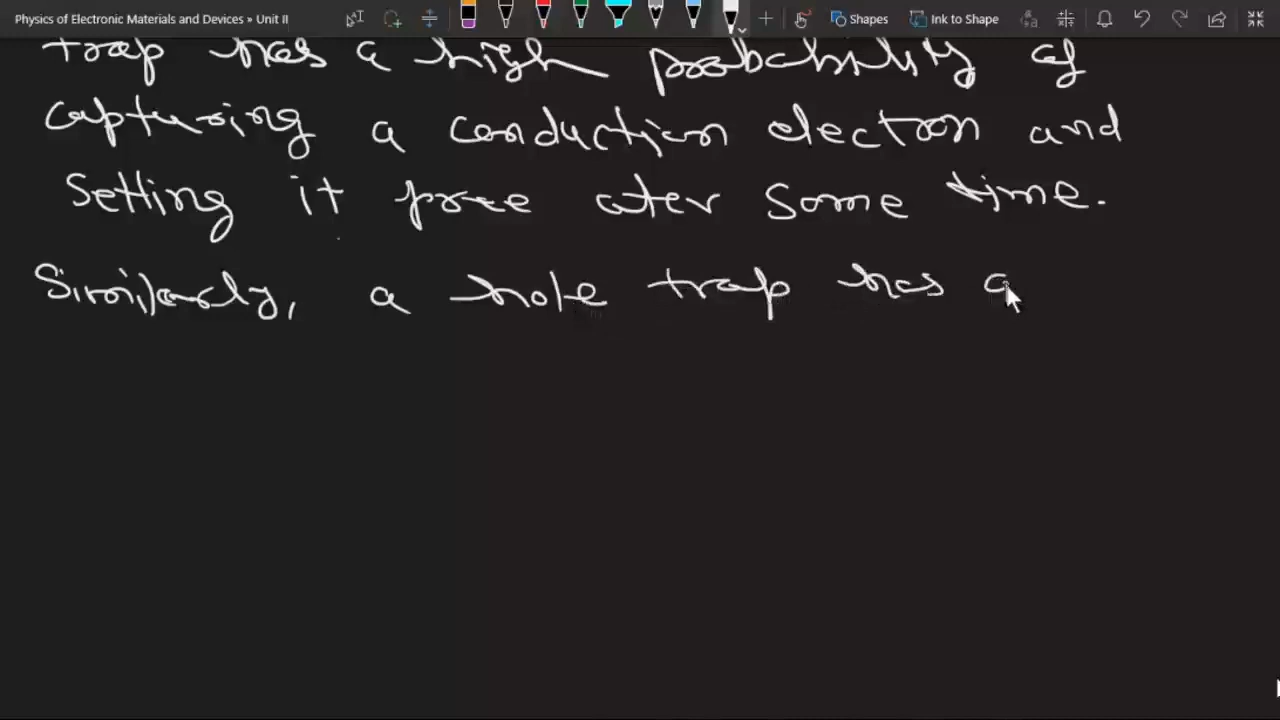 Physics of Electronic Materials and Devices » Unit II
Shapes
Ink to Shape
trap has a high probability of
capturing a conduction electron and
Setting it free ater some time.
Similarly, a hole trap has a